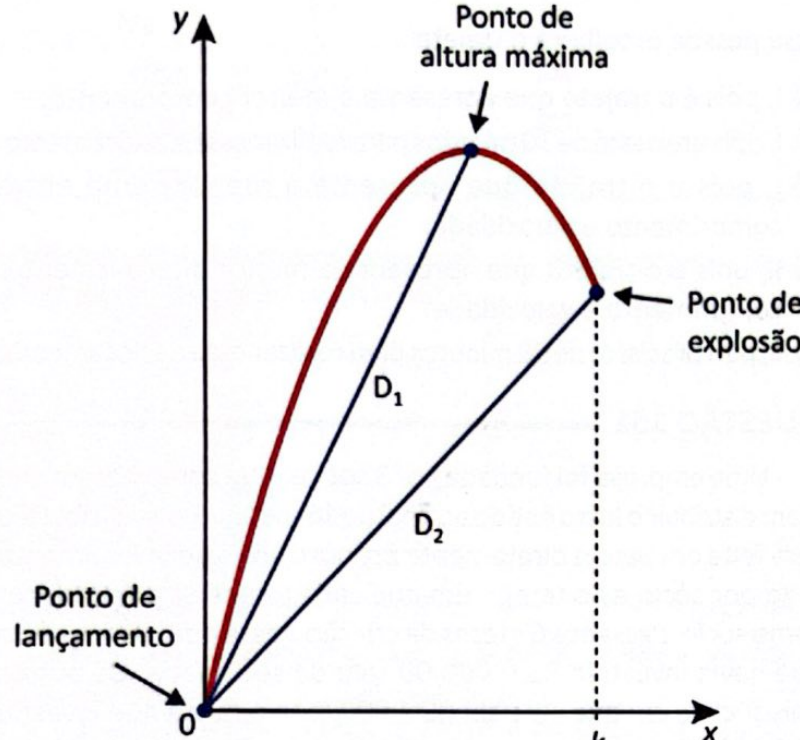 y
Ponto de
altura máxima
Ponto de
explosão
D₁
D₂
Ponto de
lançamento
0
x